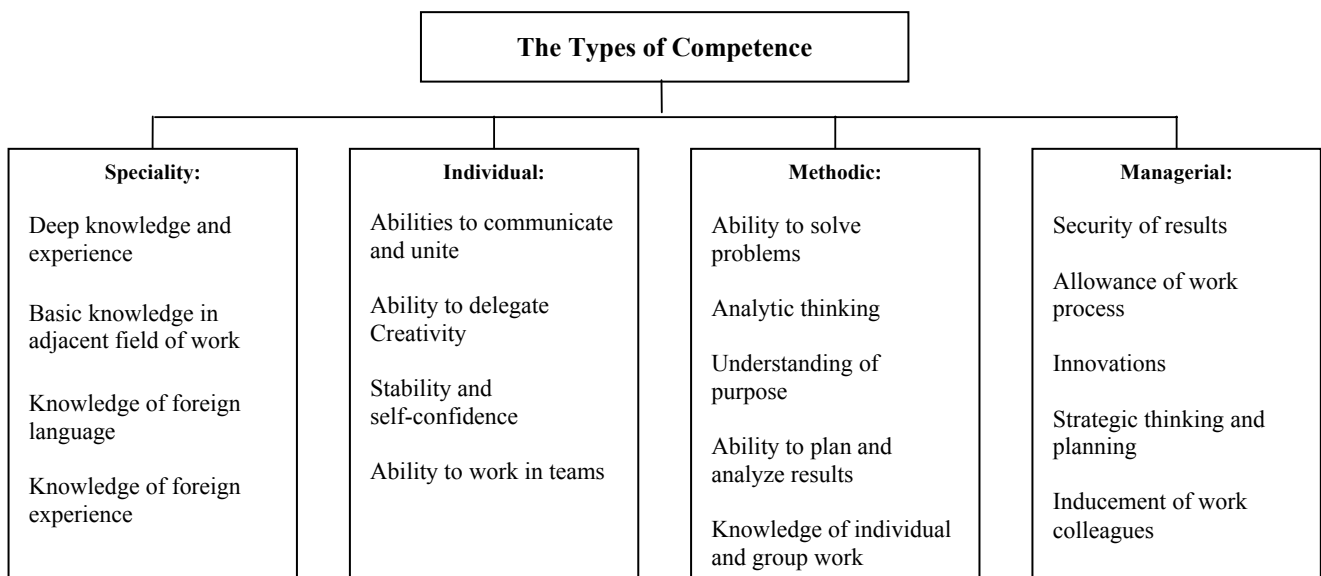 The Types of Competence
Speciality:
Deep knowledge and
experience
Basic knowledge in
adjacent field of work
Knowledge of foreign
language
Knowledge of foreign
experience
Individual:
Abilities to communicate
and unite
Ability to delegate
Creativity
Stability and
self-confidence
Ability to work in teams
Methodic:
Ability to solve
problems
Analytic thinking
Understanding of
purpose
Ability to plan and
analyze results
Knowledge of individual
and group work
Managerial:
Security of results
Allowance of work
process
Innovations
Strategic thinking and
planning
Inducement of work
colleagues